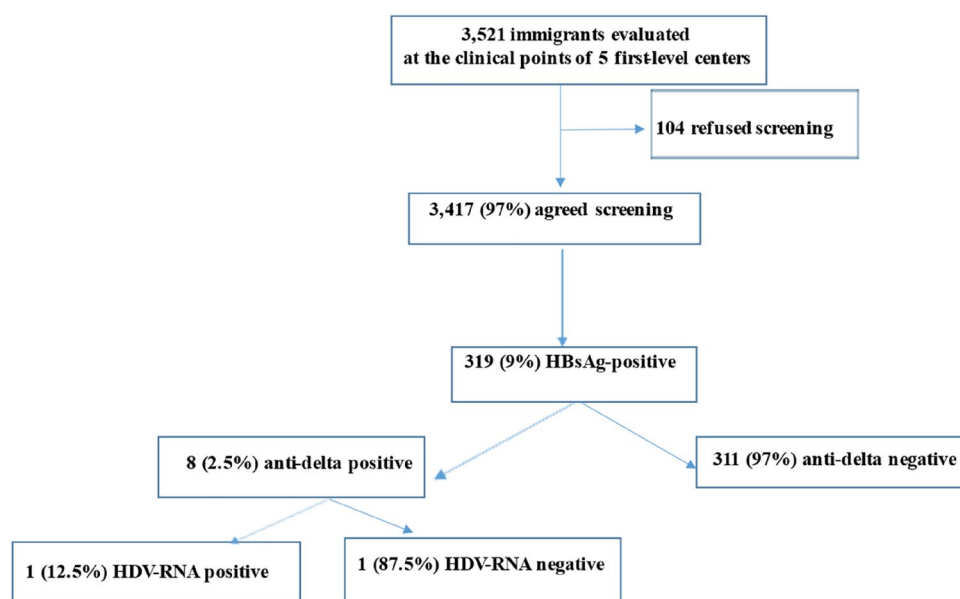 3,521 immigrants evaluated
at the clinical points of 5 first-level centers
104 refused screening
3,417 (97%) agreed screening
319 (9%) HBsAg-positive
8 (2.5%) anti-delta positive
311 (97%) anti-delta negative
1 (12.5%) HDV-RNA positive
1 (87.5%) HDV-RNA negative